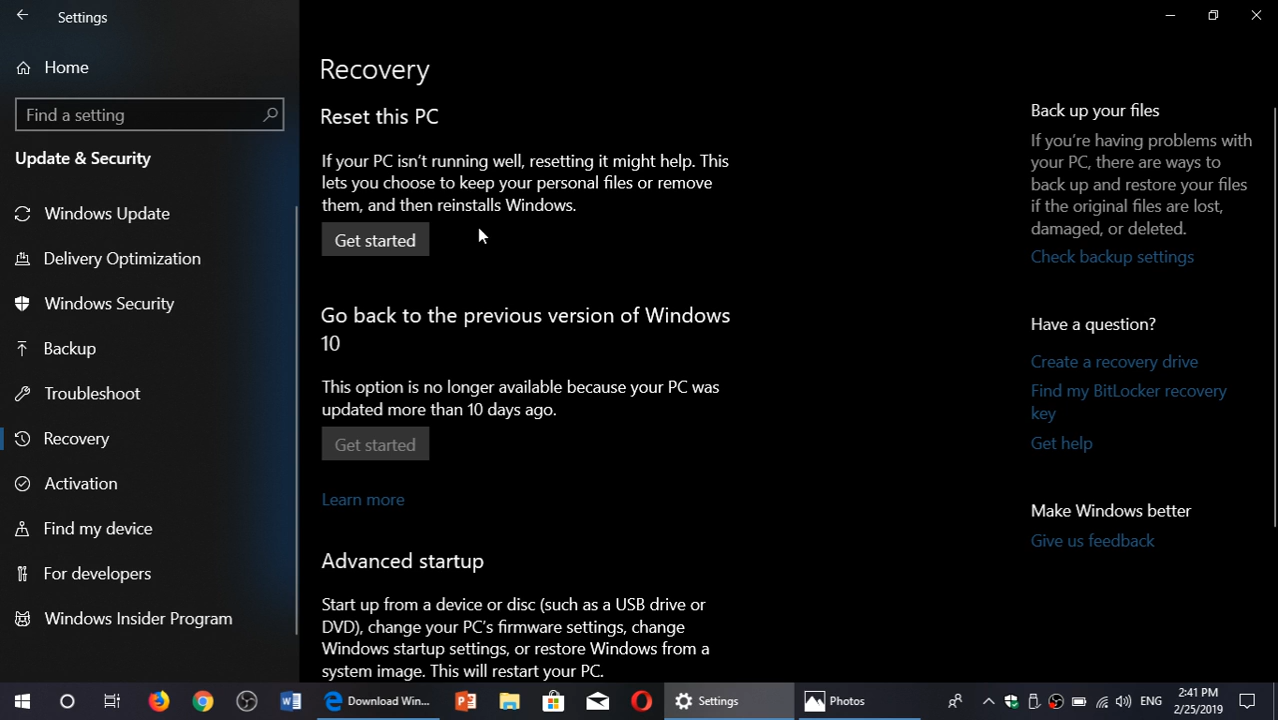 Settings
Home
Find a setting
Update & Security
Windows Update
Delivery Optimization
Windows Security
Backup
Troubleshoot
Recovery
Activation
Find my device
For developers
Windows Insider Program
Recovery
Reset this PC
If your PC isn't running well, resetting it might help. This
lets you choose to keep your personal files or remove
them, and then reinstalls Windows.
Get started
Go back to the previous version of Windows
10
This option is no longer available because your PC was
updated more than 10 days ago.
Get started
Learn more
Advanced startup
Start up from a device or disc (such as a USB drive or
DVD), change your PC's firmware settings, change
Windows startup settings, or restore Windows from a
system image. This will restart your PC.
Back up your files
If you're having problems with
your PC, there are ways to
back up and restore your files
if the original files are lost,
damaged, or deleted.
Check backup settings
Have a question?
Create a recovery drive
Find my BitLocker recovery
key
Get help
Make Windows better
Give us feedback
Download Win...
Settings
Photos
ENG
2:41 PM
2/25/2019